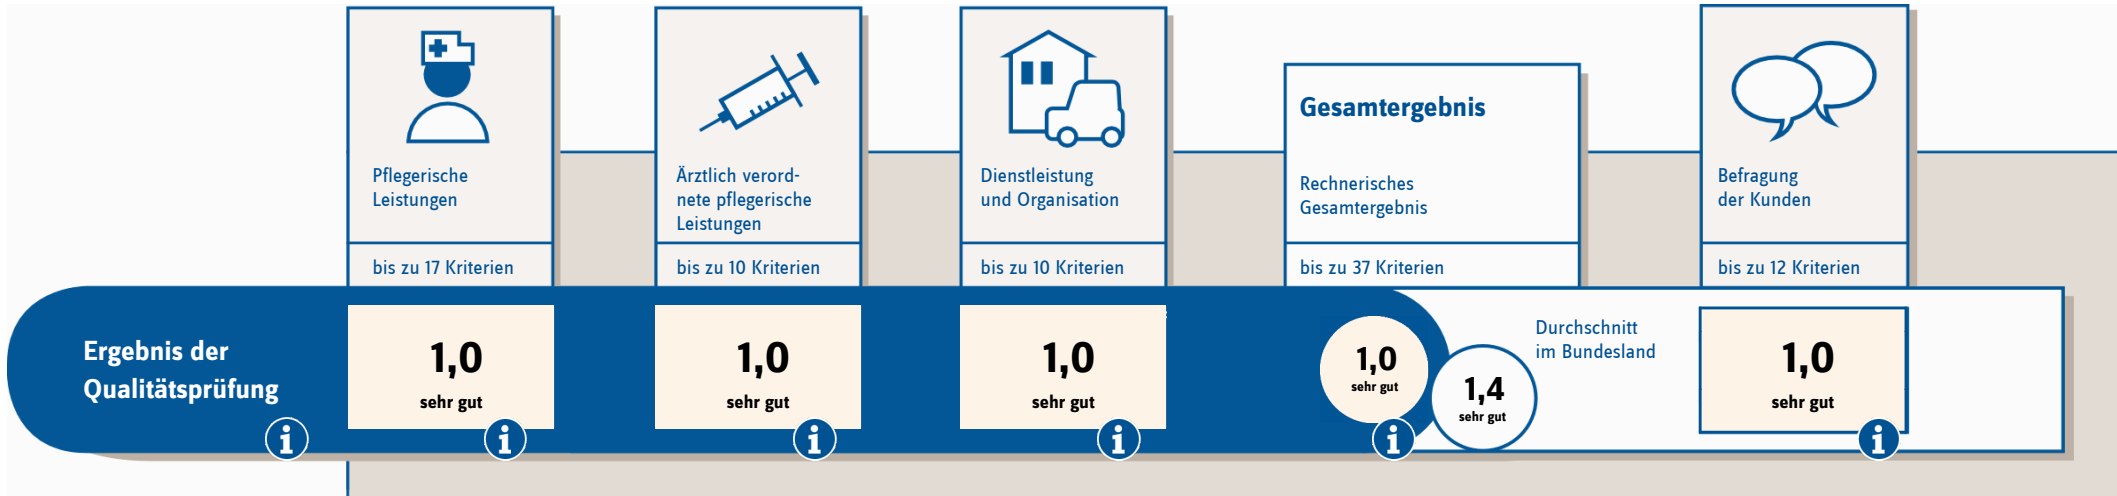 Pflegerische
Leistungen
bis zu 17 Kriterien
Ärztlich verord-
nete pflegerische
Leistungen
bis zu 10 Kriterien
Dienstleistung
und Organisation
bis zu 10 Kriterien
Gesamtergebnis
Rechnerisches
Gesamtergebnis
bis zu 37 Kriterien
Befragung
der Kunden
bis zu 12 Kriterien
Ergebnis der
Qualitätsprüfung
i
1,0
sehr gut
i
1,0
sehr gut
i
1,0
sehr gut
i
1,0
sehr gut
i
1,4
sehr gut
Durchschnitt
im Bundesland
1,0
sehr gut
i